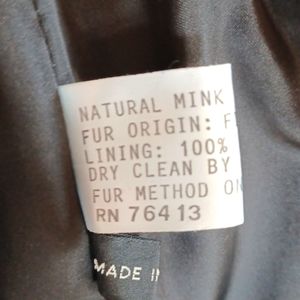 NATURAL MINK
FUR ORIGIN:
LINING: 100%
DRY CLEAN BY
FUR METHOD
RN 76413
MADE